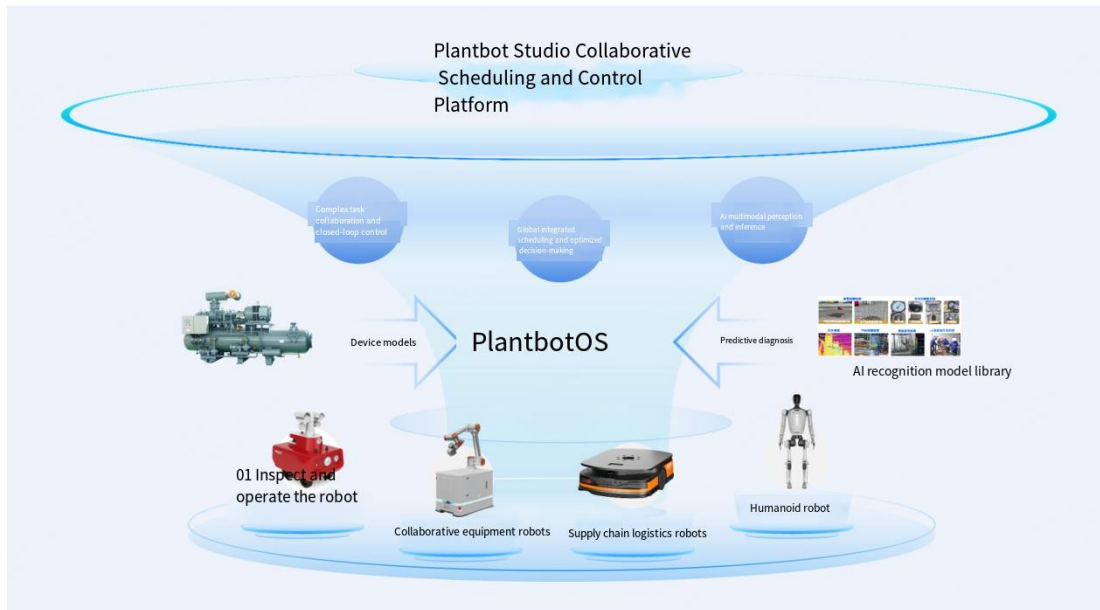 Plantbot Studio Collaborative
Scheduling and Control
Platform
Complex task
collaboration and
closed-loop control
Global integrated
scheduling and optimized
decision-making
AI multimodal perception
and inference
Device models
PlantbotOS
Predictive diagnosis
AI recognition model library
01 Inspect and
operate the robot
Collaborative equipment robots
Supply chain logistics robots
Humanoid robot